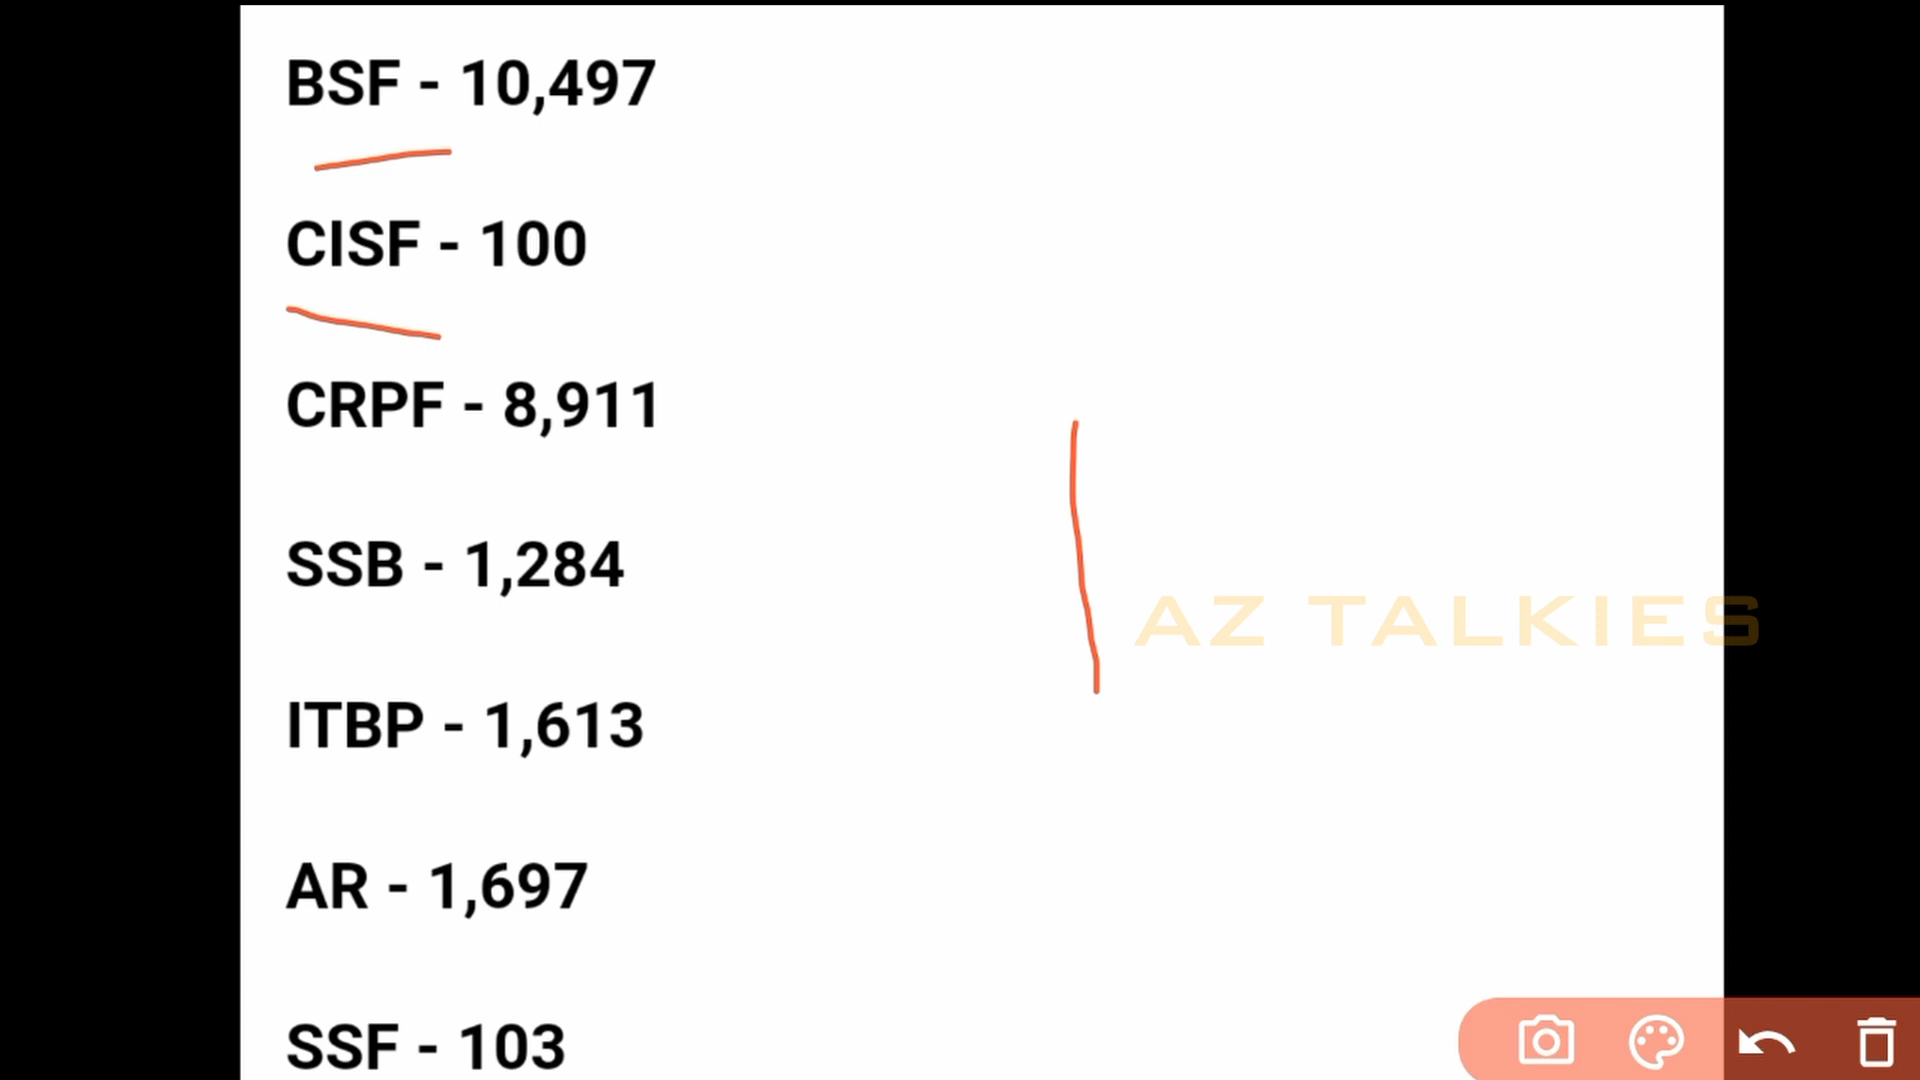 BSF - 10,497
CISF - 100
CRPF - 8,911
SSB - 1,284
AZ TALKIES
ITBP - 1,613
AR - 1,697
SSF - 103